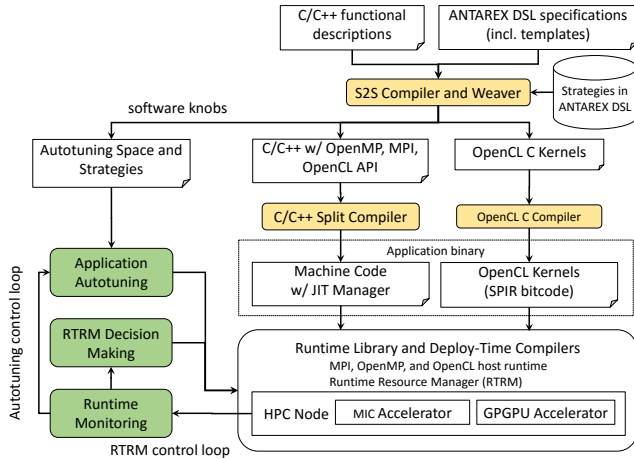 C/C++ functional
descriptions
ANTAREX DSL specifications
(incl. templates)
S2S Compiler and Weaver
Strategies in
ANTAREX DSL
software knobs
Autotuning Space and
Strategies
C/C++ w/ OpenMP, MPI,
OpenCL API
OpenCL C Kernels
C/C++ Split Compiler
OpenCL C Compiler
Application binary
Application
Autotuning
Machine Code
w/ JIT Manager
OpenCL Kernels
(SPIR bitcode)
Autotuning control loop
RTRM Decision
Making
Runtime Library and Deploy-Time Compilers
MPI, OpenMP, and OpenCL host runtime
Runtime Resource Manager (RTRM)
Runtime
Monitoring
HPC Node
MIC Accelerator
GPGPU Accelerator
RTRM control loop